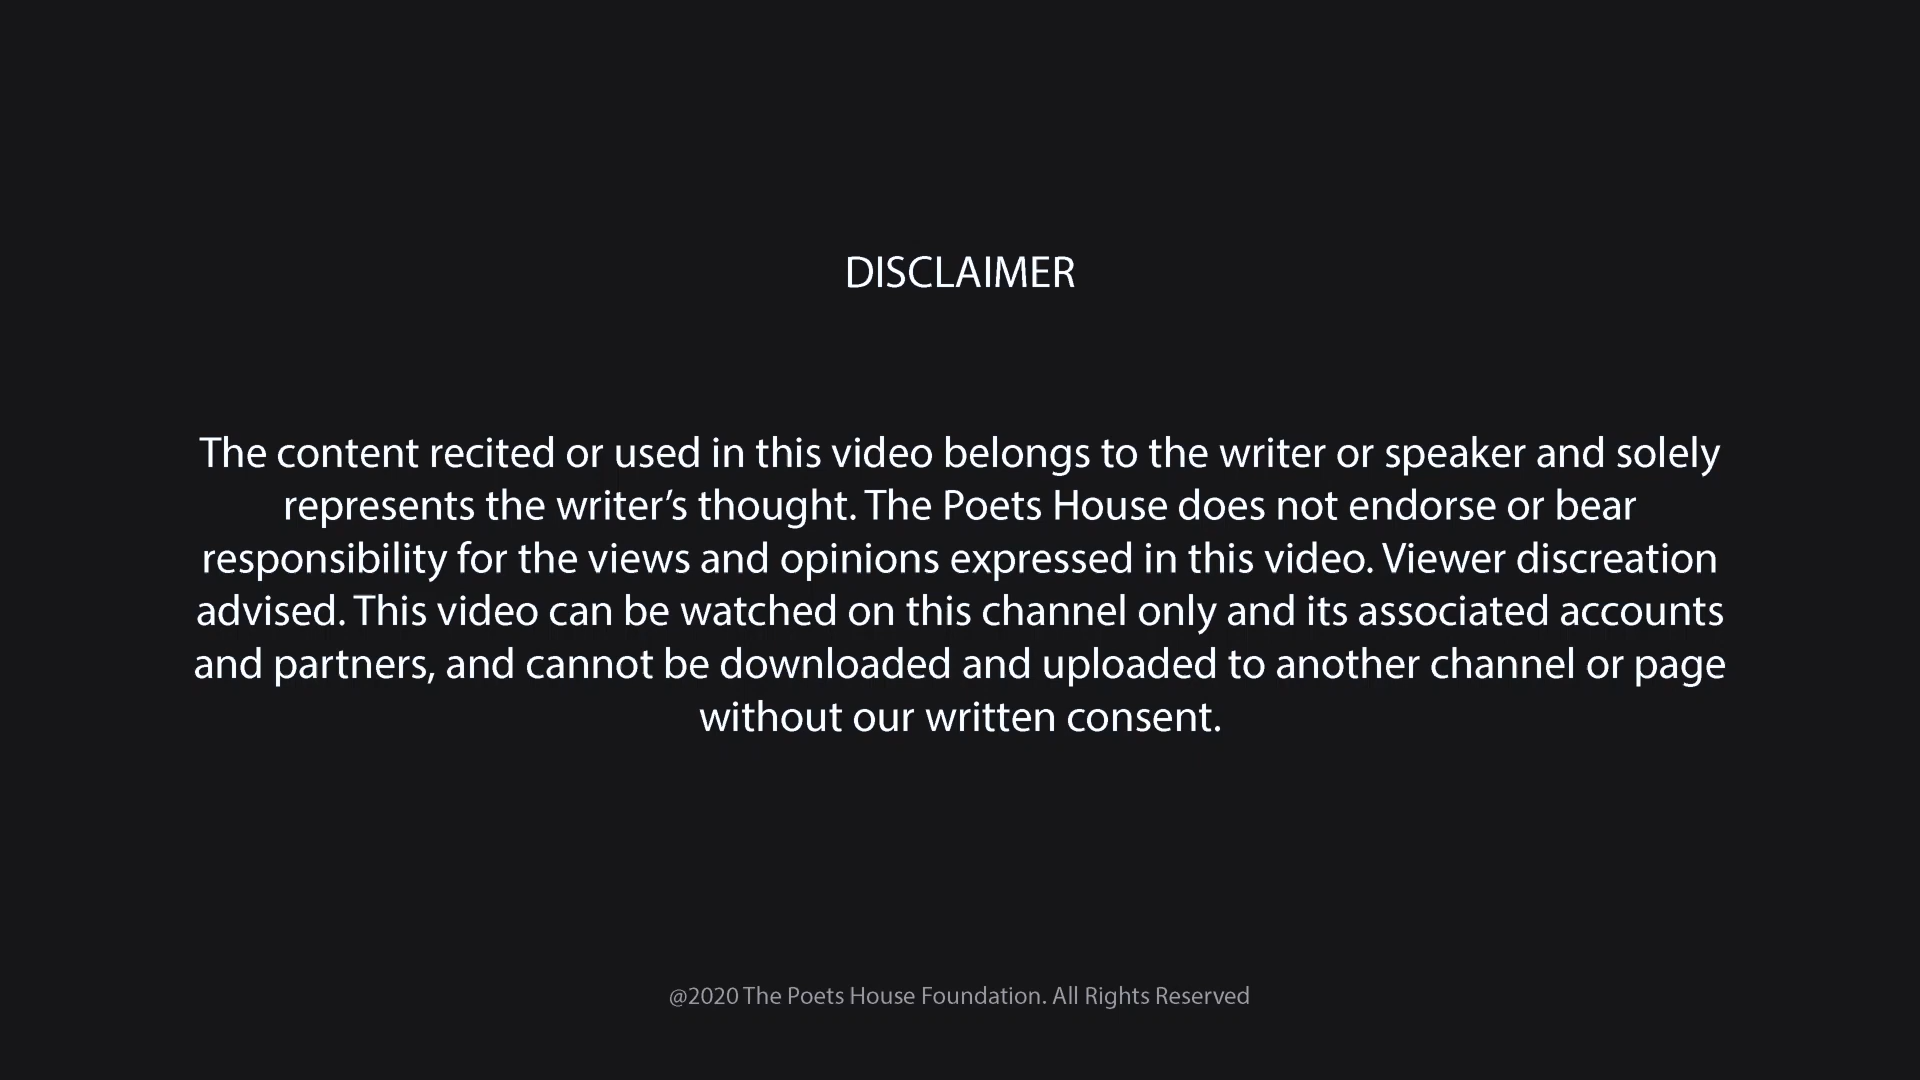 DISCLAIMER
The content recited or used in this video belongs to the writer or speaker and solely
represents the writer’s thought. The Poets House does not endorse or bear
responsibility for the views and opinions expressed in this video. Viewer discreation
advised. This video can be watched on this channel only and its associated accounts
and partners, and cannot be downloaded and uploaded to another channel or page
without our written consent.
@2020 The Poets House Foundation. All Rights Reserved